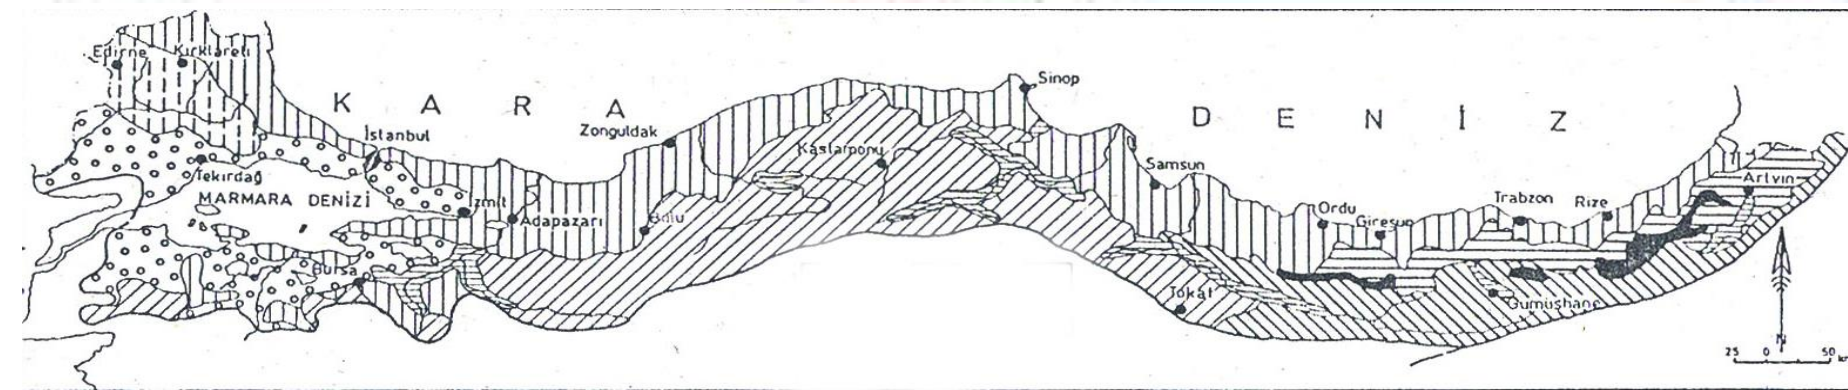 Edirne
Kırklareli
K A R A
D E N İ Z
Sinop
İstanbul
Zonguldak
Kastamonu
Samsun
Tekirdağ
MARMARA DENİZİ
İzmit
Adapazarı
Bolu
Ordu
Giresun
Trabzon
Rize
Artvin
Bursa
Tokat
Gümüşhane
N
25 0 50 km